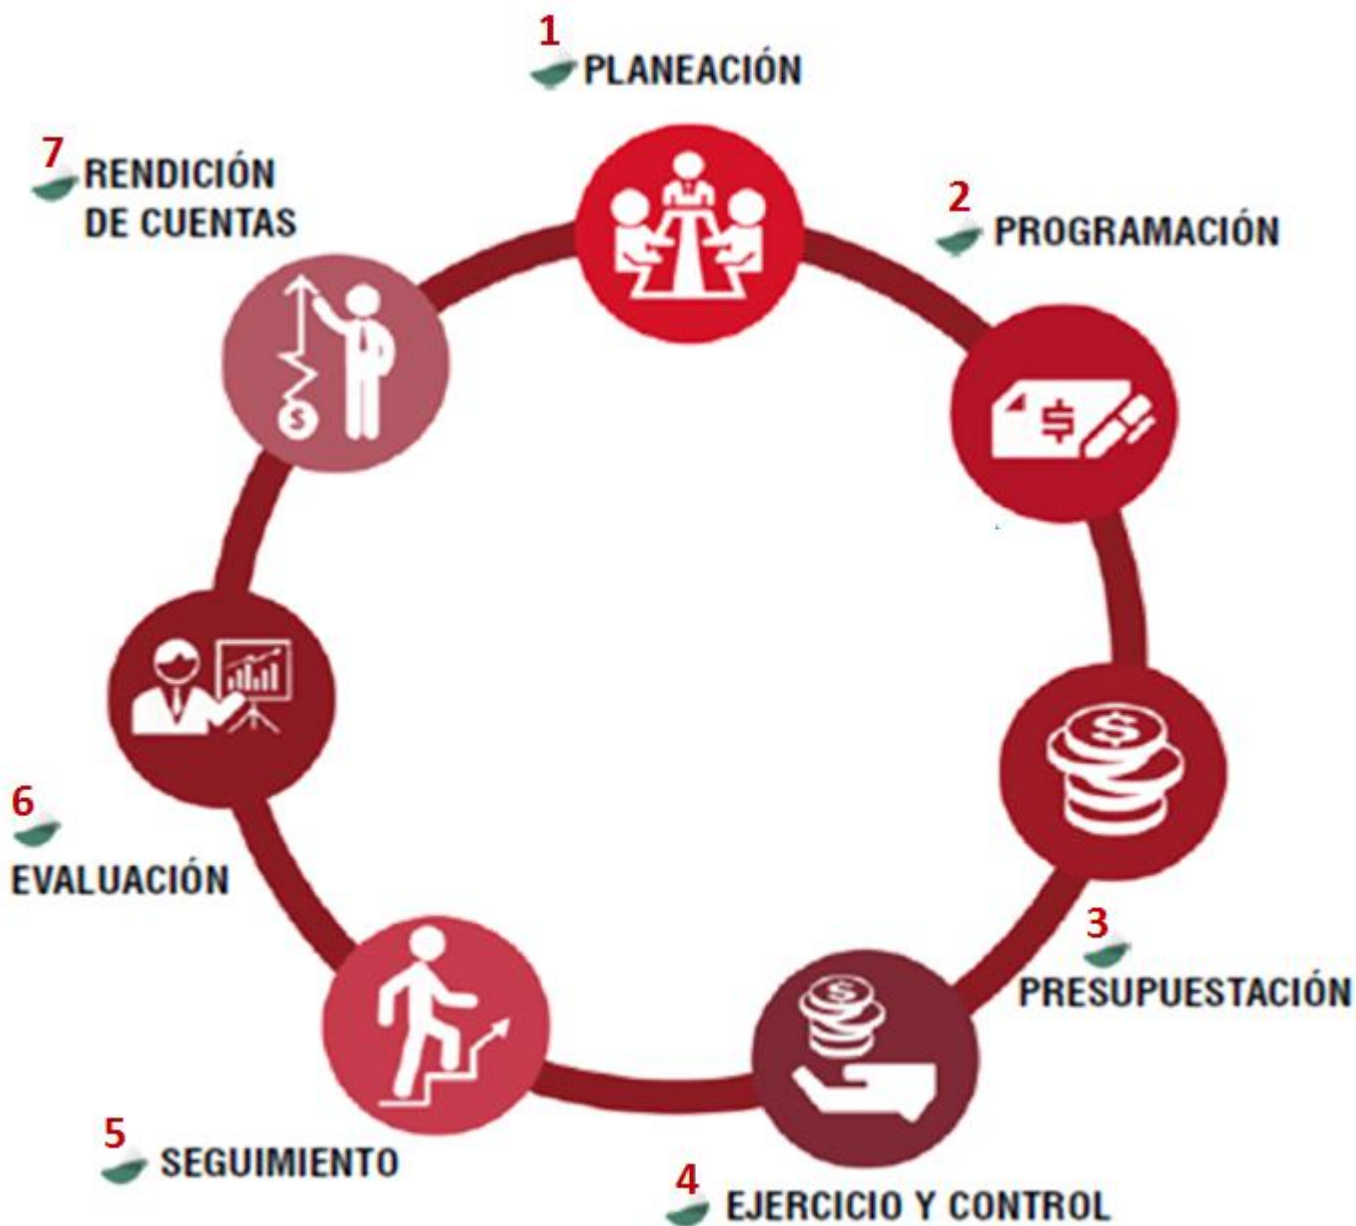 1
PLANEACIÓN
2
PROGRAMACIÓN
$
3
PRESUPUESTACIÓN
$
4
EJERCICIO Y CONTROL
$
5
SEGUIMIENTO
6
EVALUACIÓN
7
RENDICIÓN
DE CUENTAS
$